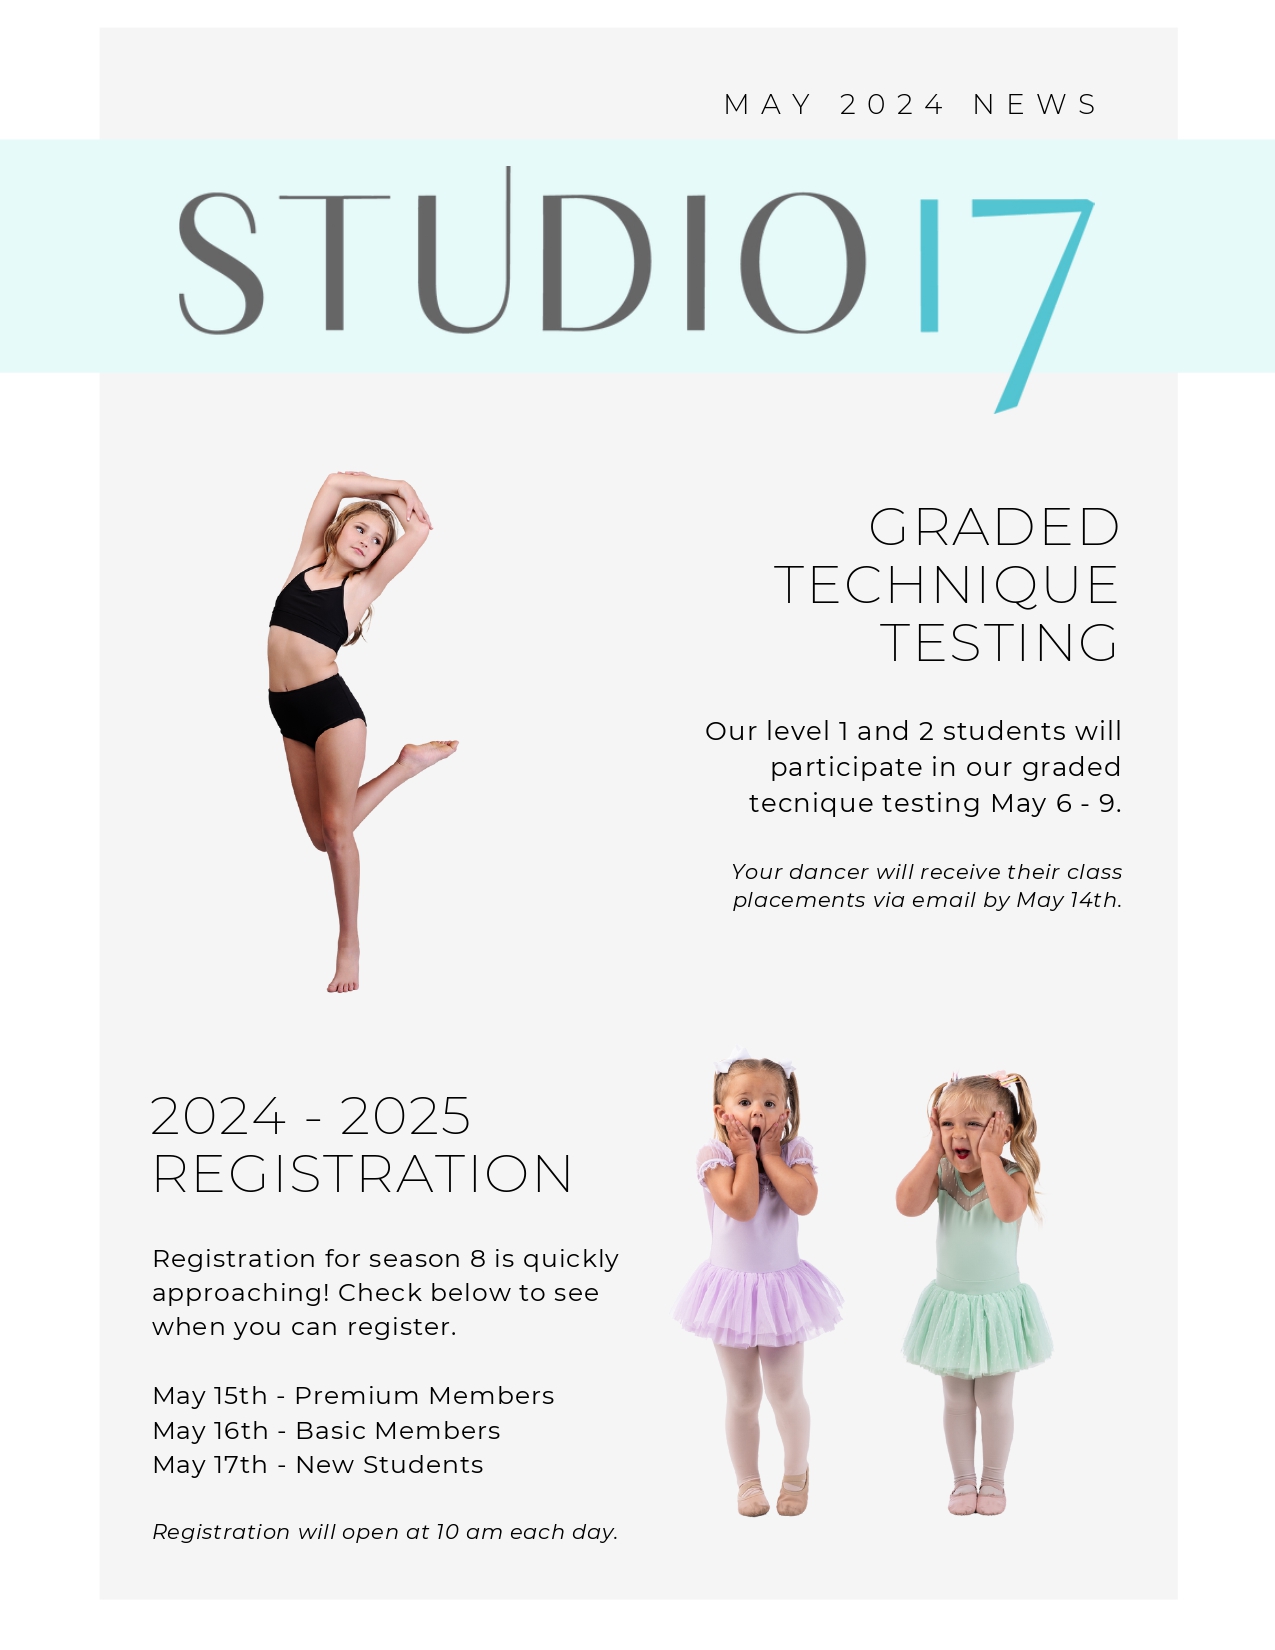 MAY 2024 NEWS
STUDIO 17
GRADED
TECHNIQUE
TESTING
Our level 1 and 2 students will
participate in our graded
tecnique testing May 6 - 9.
Your dancer will receive their class
placements via email by May 14th.
2024 - 2025
REGISTRATION
Registration for season 8 is quickly
approaching! Check below to see
when you can register.
May 15th - Premium Members
May 16th - Basic Members
May 17th - New Students
Registration will open at 10 am each day.